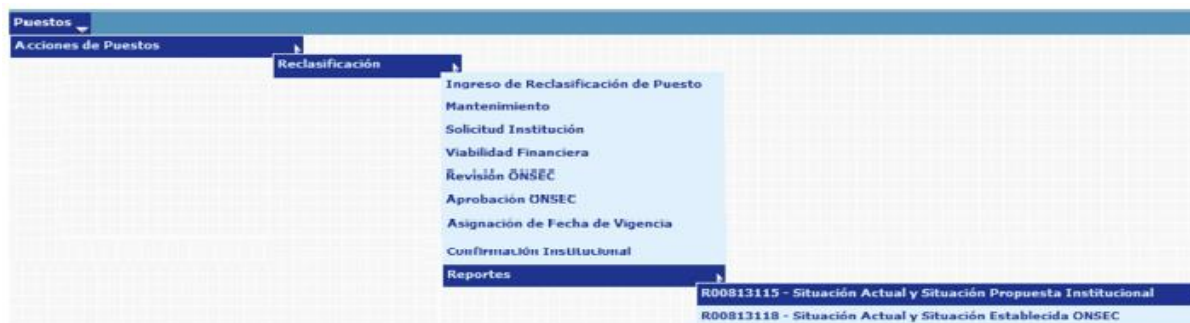 Puestos
Acciones de Puestos
Reclasificación
Ingreso de Reclasificación de Puesto
Mantenimiento
Solicitud Institución
Viabilidad Financiera
Revisión ONSEC
Aprobación ONSEC
Asignación de Fecha de Vigencia
Confirmación Institucional
Reportes
R00813115 - Situación Actual y Situación Propuesta Institucional
R00813118 - Situación Actual y Situación Establecida ONSEC